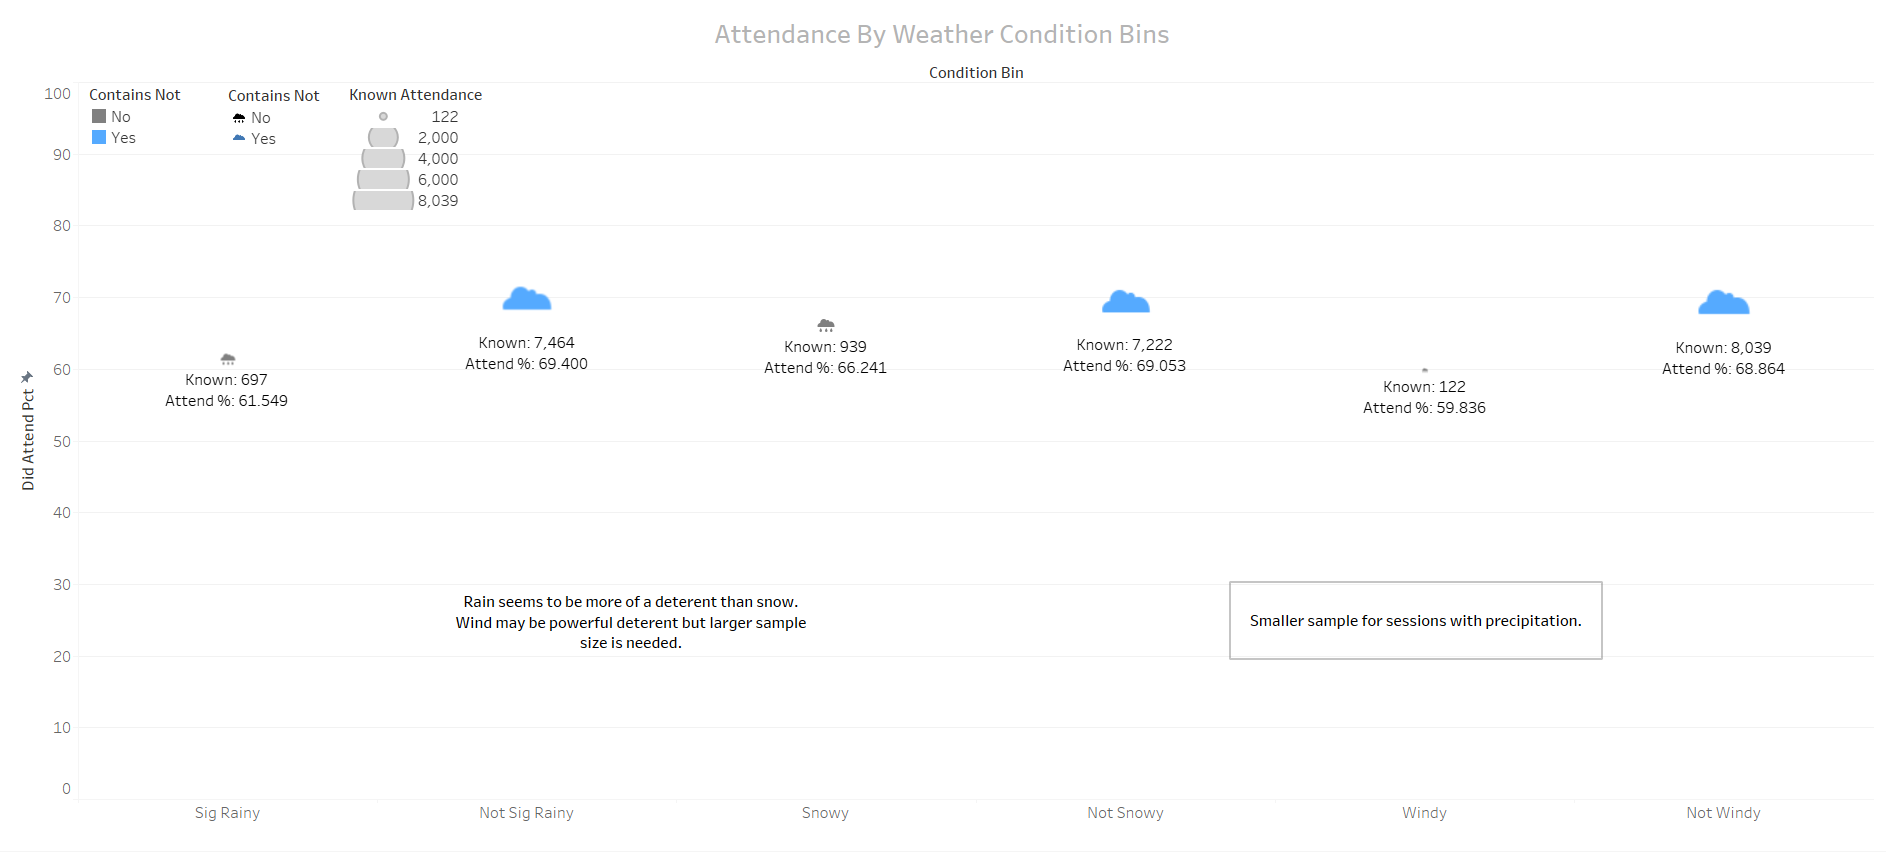 Attendance By Weather Condition Bins
Condition Bin
Contains Not
No
Yes
Contains Not
No
Yes
Known Attendance
122
2,000
4,000
6,000
8,039
100
90
80
70
60
50
40
30
20
10
0
Did Attend Pct
Known: 697
Attend %: 61.549
Known: 7,464
Attend %: 69.400
Known: 939
Attend %: 66.241
Known: 7,222
Attend %: 69.053
Known: 122
Attend %: 59.836
Known: 8,039
Attend %: 68.864
Rain seems to be more of a deterent than snow.
Wind may be powerful deterent but larger sample
size is needed.
Smaller sample for sessions with precipitation.
Sig Rainy
Not Sig Rainy
Snowy
Not Snowy
Windy
Not Windy